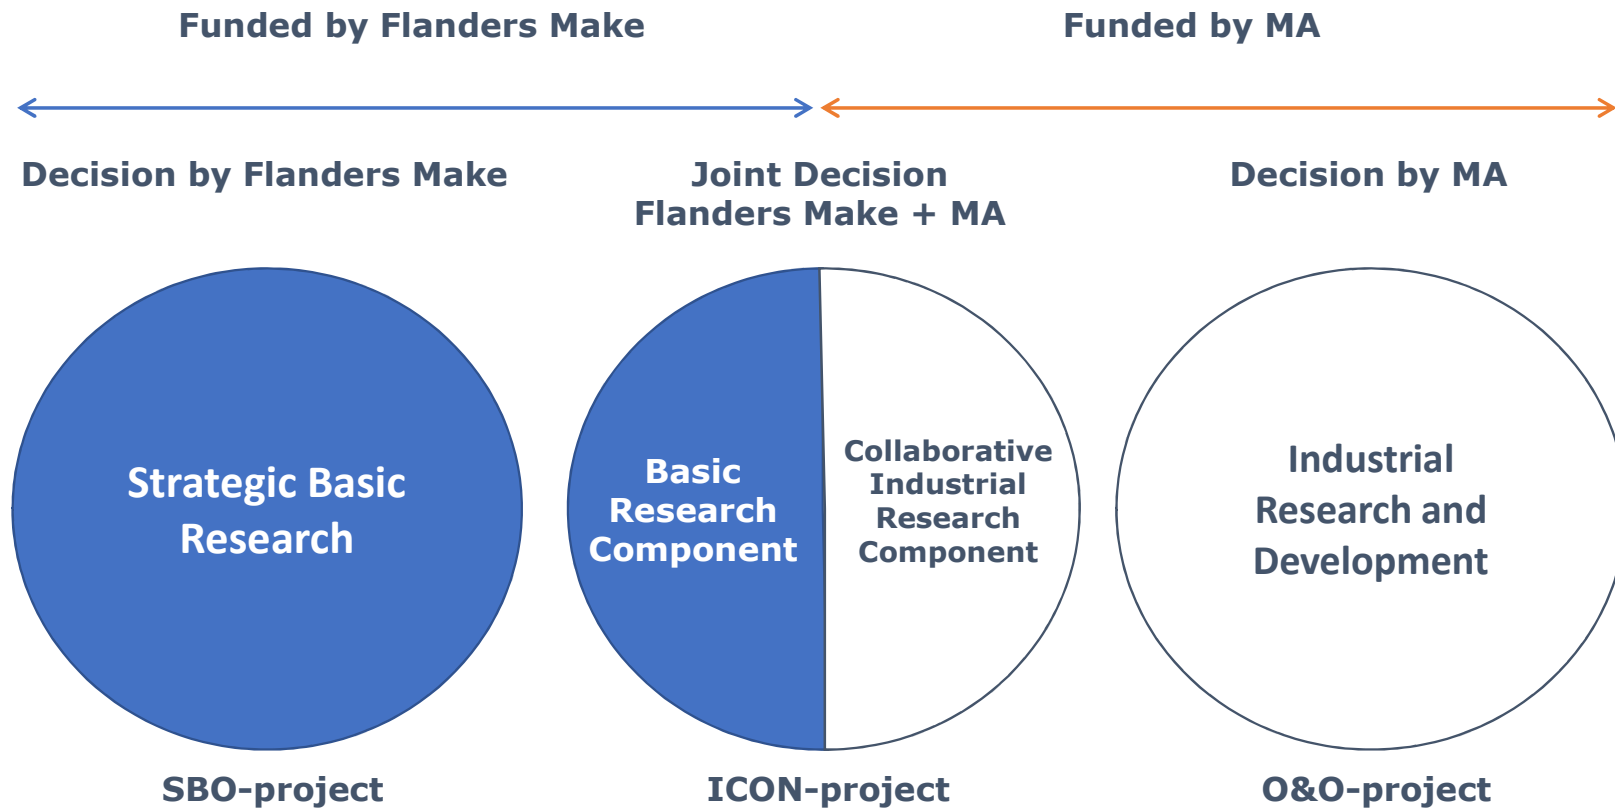 Funded by Flanders Make
Funded by MA
Decision by Flanders Make
Joint Decision
Flanders Make + MA
Decision by MA
Strategic Basic
Research
Basic
Research
Component
Collaborative
Industrial
Research
Component
Industrial
Research and
Development
SBO-project
ICON-project
O&O-project